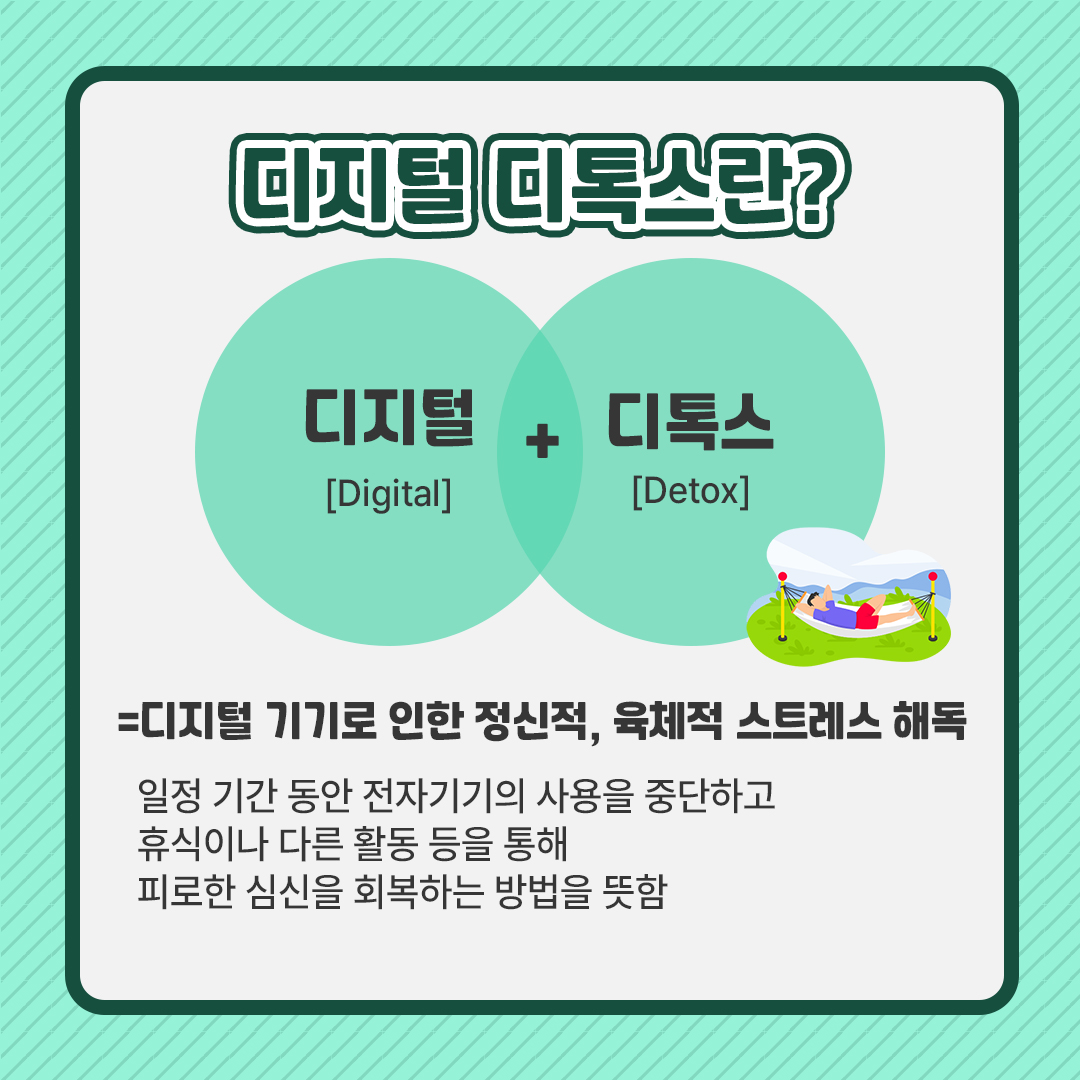 디지털 디톡스란?
디지털 + 디톡스
[Digital] [Detox]
=디지털 기기로 인한 정신적, 육체적 스트레스 해독
일정 기간 동안 전자기기의 사용을 중단하고
휴식이나 다른 활동 등을 통해
피로한 심신을 회복하는 방법을 뜻함